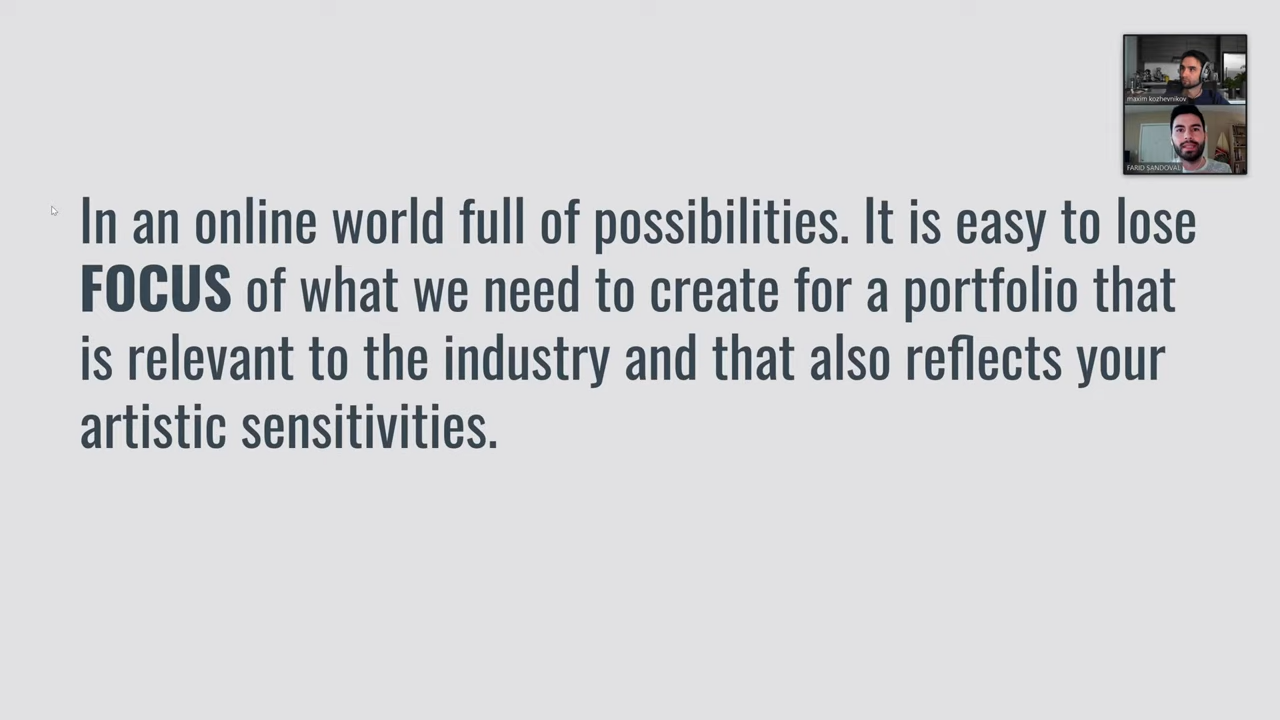 maxim kozhevnikov
FARID SANDOVAL
In an online world full of possibilities. It is easy to lose
FOCUS of what we need to create for a portfolio that
is relevant to the industry and that also reflects your
artistic sensitivities.